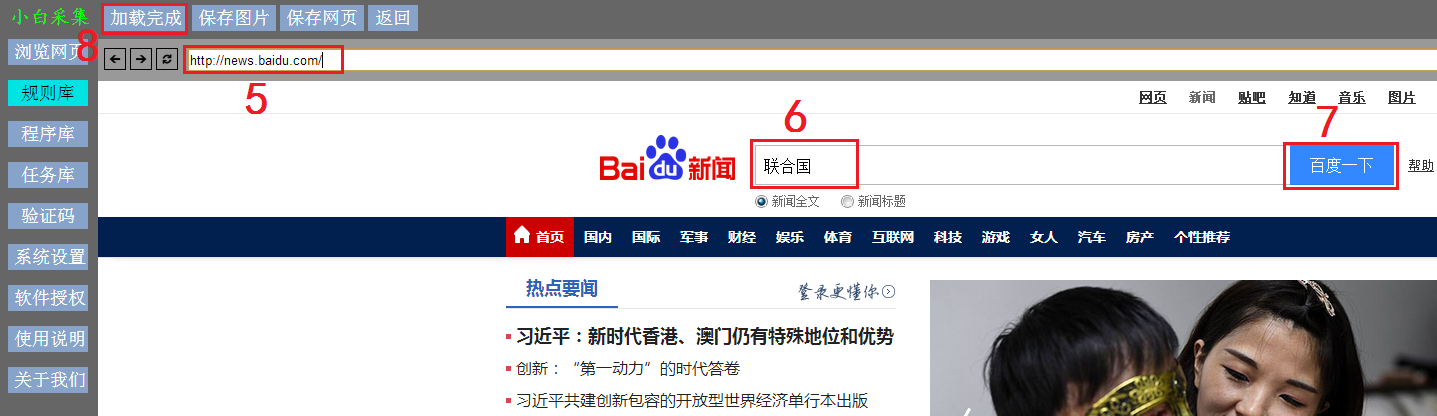 小白采集 加载完成 保存图片 保存网页 返回
8
浏览网页
http://news.baidu.com/
5
规则库
网页 新闻 贴吧 知道 音乐 图片
程序库
6
7
Bai du 新闻
联合国
百度一下
帮助
任务库
新闻全文 新闻标题
验证码
首页 国内 国际 军事 财经 娱乐 体育 互联网 科技 游戏 女人 汽车 房产 个性推荐
系统设置
热点要闻
登录更懂你
软件授权
习近平:新时代香港、澳门仍有特殊地位和优势
使用说明
创新:“第一动力”的时代答卷
关于我们
习近平共建创新包容的开放型世界经济单行本出版